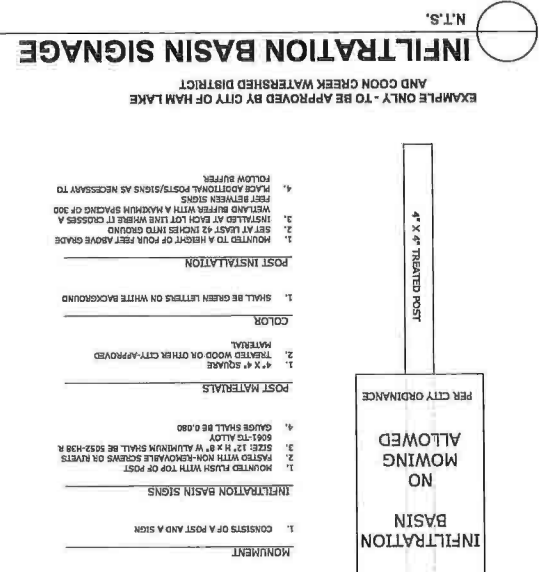 INFILTRATION
BASIN
NO
MOWING
ALLOWED
PER CITY ORDINANCE
4" X 4" TREATED POST
MONUMENT
1. CONSISTS OF A POST AND A SIGN
INFILTRATION BASIN SIGNS
1. MOUNTED FLUSH WITH TOP OF POST
2. FASTED WITH NON-REMOVABLE SCREWS OR RIVETS
3. SIZE: 12" H x 8" W ALUMINUM SHALL BE 5052-H38 R
6061-TG ALLOY
4. GAUGE SHALL BE 0.080
POST MATERIALS
1. 4"X 4" SQUARE
2. TREATED WOOD OR OTHER CITY-APPROVED
MATERIAL
COLOR
1. SHALL BE GREEN LETTERS ON WHITE BACKGROUND
POST INSTALLATION
1. MOUNTED TO A HEIGHT OF FOUR FEET ABOVE GRADE
2. SET AT LEAST 42 INCHES INTO GROUND
3. INSTALLED AT EACH LOT LINE WHERE IT CROSSES A
WETLAND BUFFER WITH A MAXIMUM SPACING OF 300
FEET BETWEEN SIGNS
4. PLACE ADDITIONAL POSTS/SIGNS AS NECESSARY TO
FOLLOW BUFFER
EXAMPLE ONLY - TO BE APPROVED BY CITY OF HAM LAKE
AND COON CREEK WATERSHED DISTRICT
INFILTRATION BASIN SIGNAGE
N.T.S.